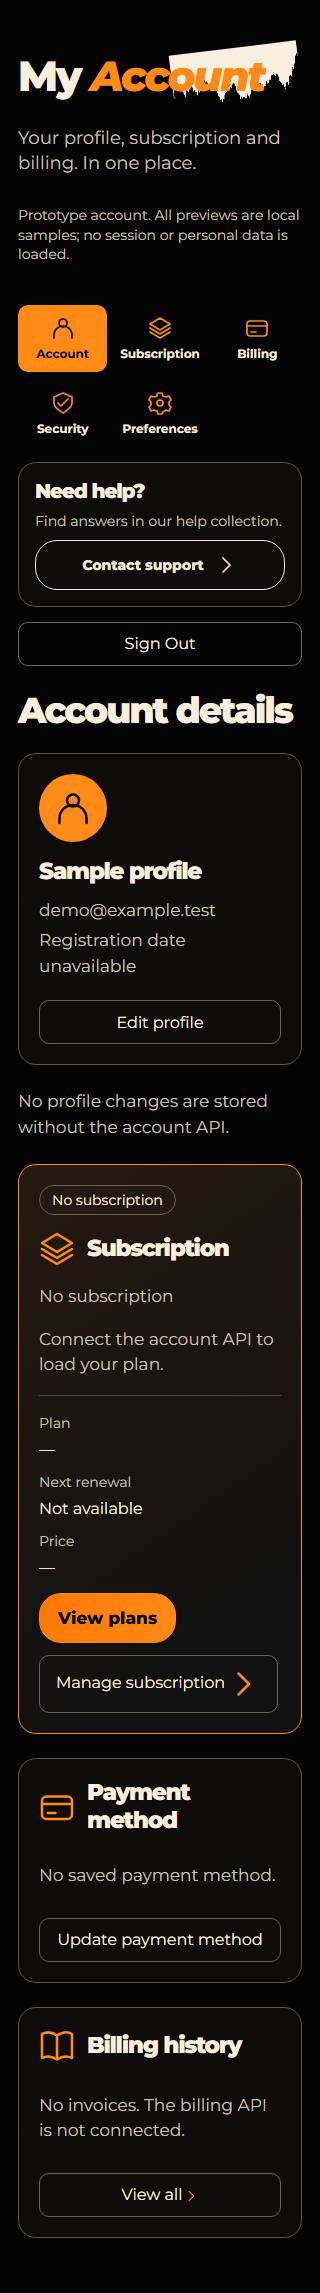 My Account
Your profile, subscription and
billing. In one place.
Prototype account. All previews are local
samples; no session or personal data is
loaded.
Account
Subscription
Billing
Security
Preferences
Need help?
Find answers in our help collection.
Contact support
Sign Out
Account details
Sample profile
demo@example.test
Registration date
unavailable
Edit profile
No profile changes are stored
without the account API.
No subscription
Subscription
No subscription
Connect the account API to
load your plan.
Plan
—
Next renewal
Not available
Price
—
View plans
Manage subscription
Payment
method
No saved payment method.
Update payment method
Billing history
No invoices. The billing API
is not connected.
View all